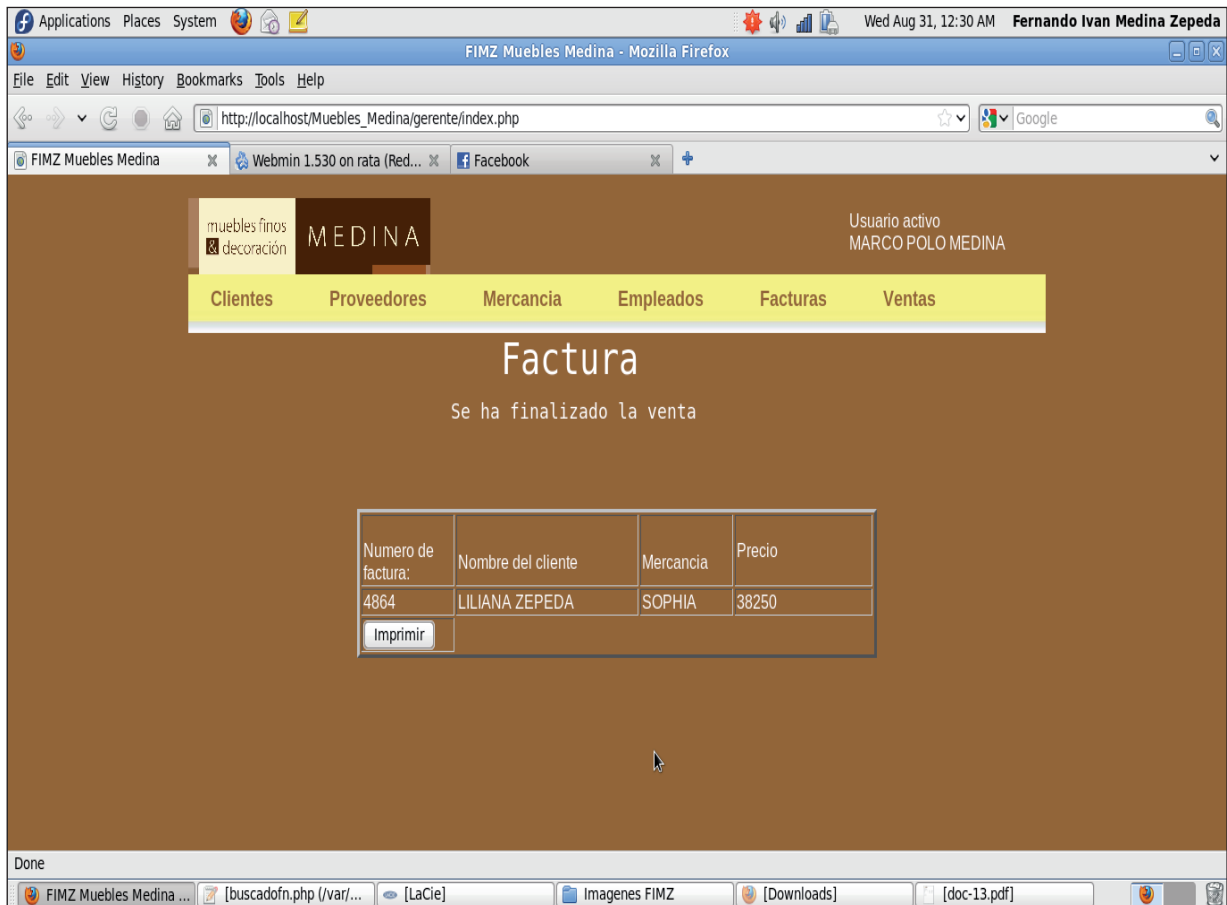 Applications Places System Wed Aug 31, 12:30 AM Fernando Ivan Medina Zepeda
FIMZ Muebles Medina - Mozilla Firefox
File Edit View History Bookmarks Tools Help
http://localhost/Muebles_Medina/gerente/index.php Google
FIMZ Muebles Medina Webmin 1.530 on rata (Red... Facebook
muebles finos
& decoración
MEDINA
Usuario activo
MARCO POLO MEDINA
Clientes Proveedores Mercancia Empleados Facturas Ventas
Factura
Se ha finalizado la venta
Numero de factura: Nombre del cliente Mercancia Precio
4864 LILIANA ZEPEDA SOPHIA 38250
Imprimir
Done
FIMZ Muebles Medina ... [buscadofn.php (/var/... [LaCie] Imagenes FIMZ [Downloads] [doc-13.pdf]